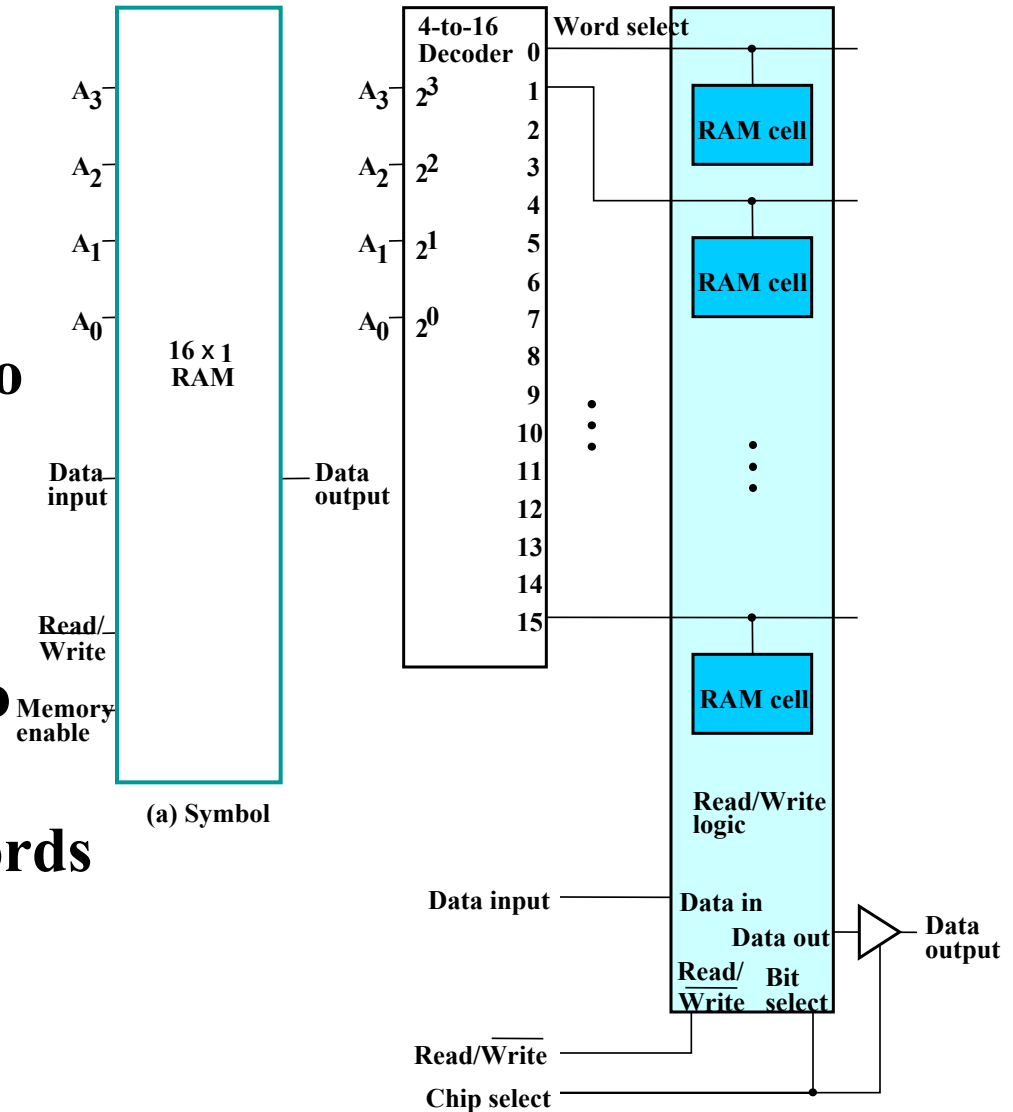 4-to-16
Decoder
Word select
0
A3
A3
2^3
1
RAM cell
2
3
A2
A2
2^2
4
A1
A1
2^1
5
RAM cell
6
A0
A0
2^0
7
8
16 x 1
RAM
o
9
10
11
12
13
14
15
Data
input
Data
output
Read/
Write
Memory
enable
RAM cell
(a) Symbol
Read/Write
logic
rds
Data input
Data in
Data out
Data
output
Read/
Write
Bit
select
Read/Write
Chip select